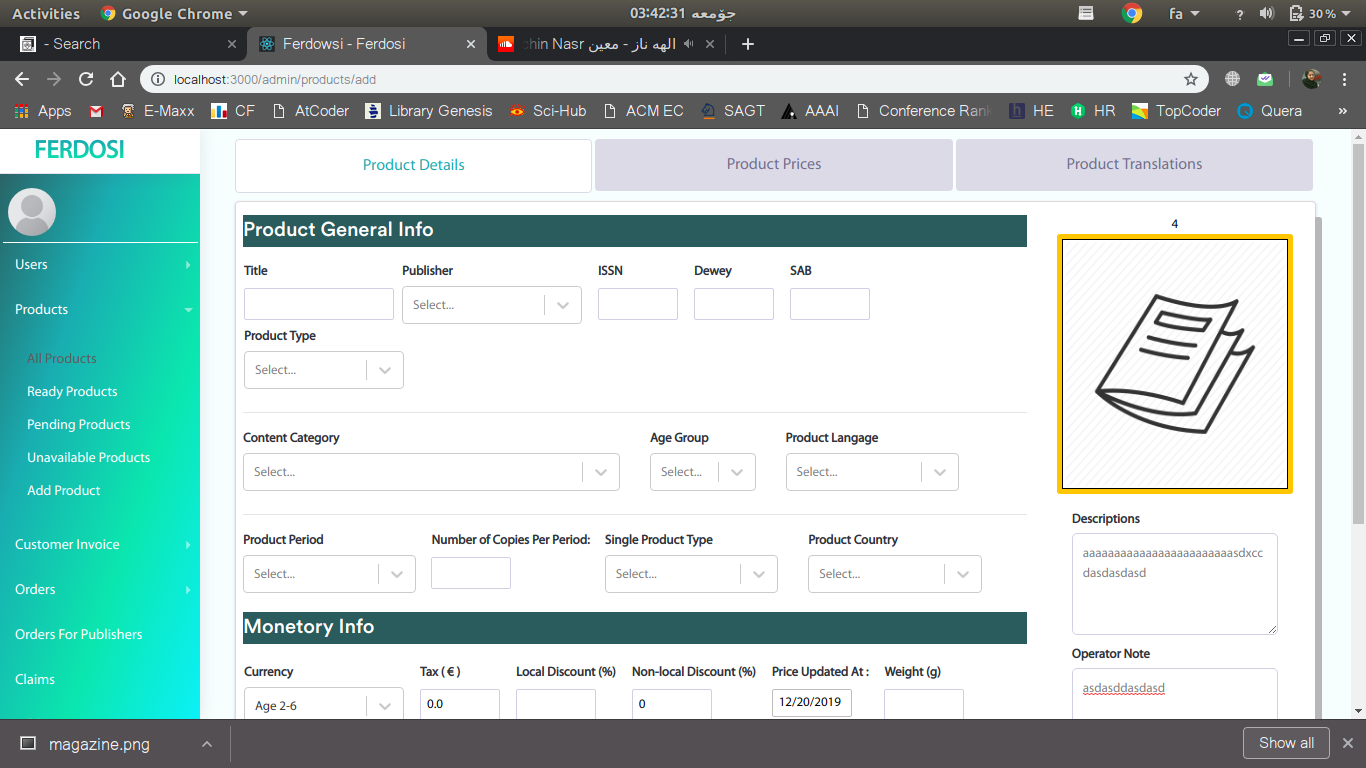 Activities Google Chrome 03:42:31 جۆمعه fa ? 30 %
- Search Ferdowsi - Ferdosi chin Nasr الهه ناز - معین
localhost:3000/admin/products/add
Apps E-Maxx CF AtCoder Library Genesis Sci-Hub ACM EC SAGT AAAI Conference Rank HE HR TopCoder Quera »
FERDOSI
Users
Products
All Products
Ready Products
Pending Products
Unavailable Products
Add Product
Customer Invoice
Orders
Orders For Publishers
Claims
Product Details Product Prices Product Translations
Product General Info
Title Publisher ISSN Dewey SAB
Select...
Product Type
Select...
Content Category Age Group Product Langage
Select... Select... Select...
Product Period Number of Copies Per Period: Single Product Type Product Country
Select... Select... Select...
Monetory Info
Currency Tax ( € ) Local Discount (%) Non-local Discount (%) Price Updated At : Weight (g)
Age 2-6 0.0 0 12/20/2019
4
Descriptions
aaaaaaaaaaaaaaaaaaaaaaaasdxcc
dasdasdasd
Operator Note
asdasddasdasd
magazine.png Show all